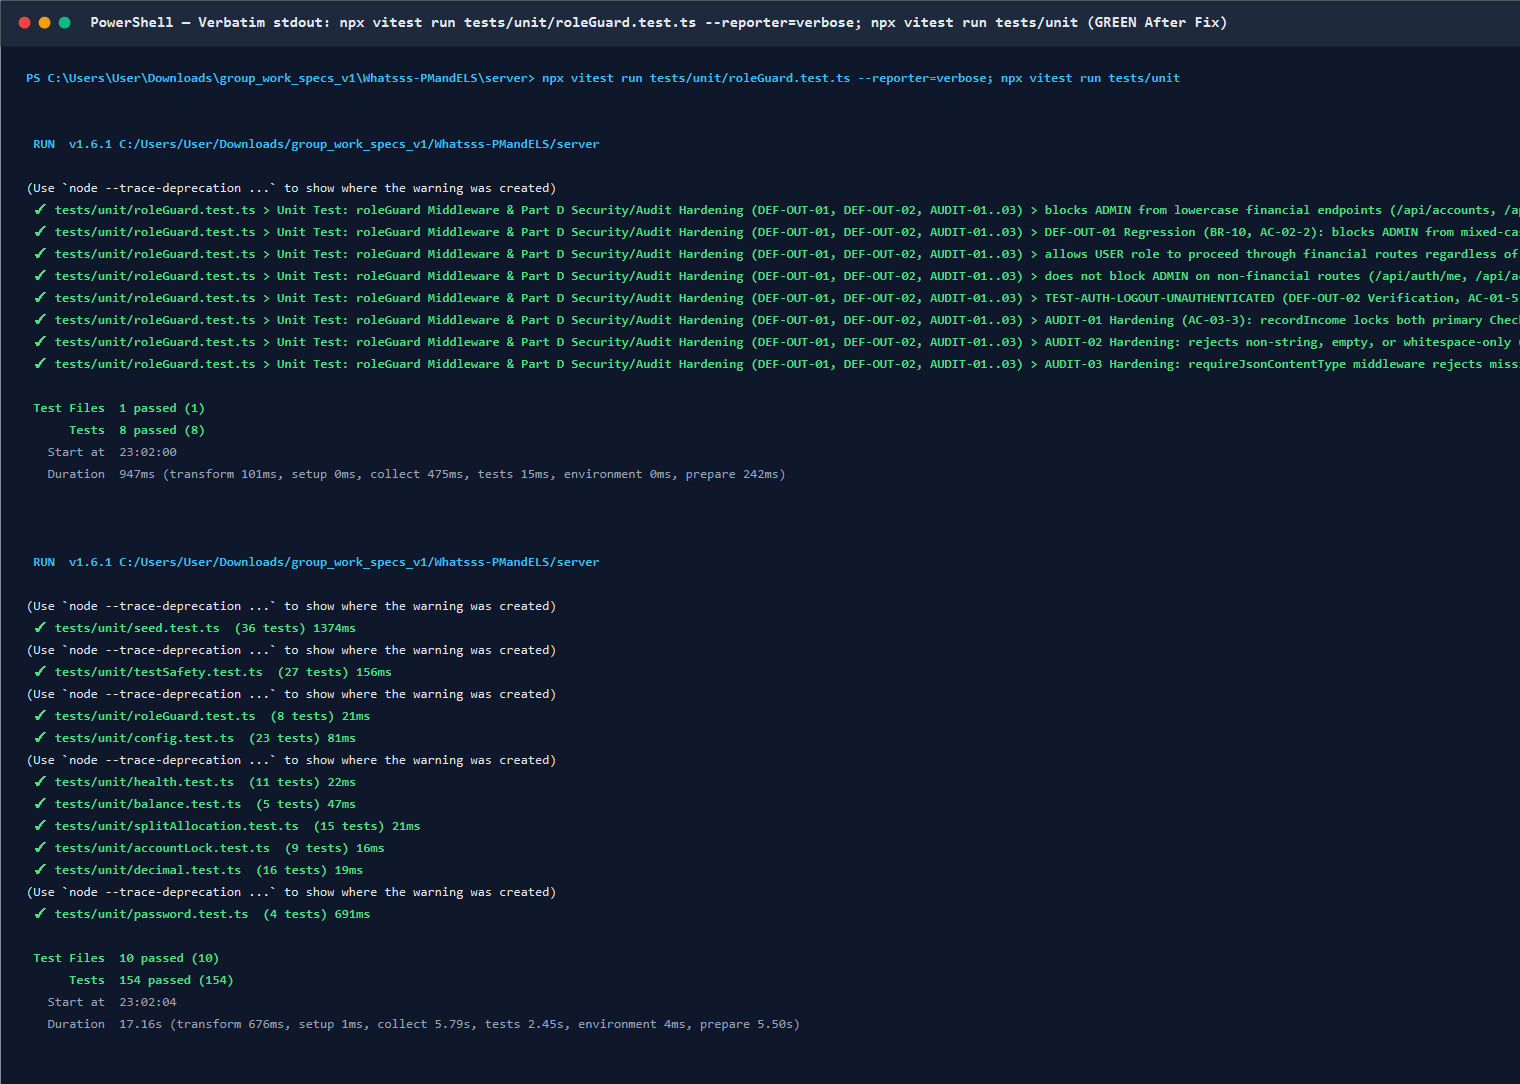 PowerShell — Verbatim stdout: npx vitest run tests/unit/roleGuard.test.ts --reporter=verbose; npx vitest run tests/unit (GREEN After Fix)
PS C:\Users\User\Downloads\group_work_specs_v1\Whatsss-PMandELS\server> npx vitest run tests/unit/roleGuard.test.ts --reporter=verbose; npx vitest run tests/unit
RUN  v1.6.1 C:/Users/User/Downloads/group_work_specs_v1/Whatsss-PMandELS/server
(Use `node --trace-deprecation ...` to show where the warning was created)
✓ tests/unit/roleGuard.test.ts > Unit Test: roleGuard Middleware & Part D Security/Audit Hardening (DEF-OUT-01, DEF-OUT-02, AUDIT-01..03) > blocks ADMIN from lowercase financial endpoints (/api/accounts, /ap
✓ tests/unit/roleGuard.test.ts > Unit Test: roleGuard Middleware & Part D Security/Audit Hardening (DEF-OUT-01, DEF-OUT-02, AUDIT-01..03) > DEF-OUT-01 Regression (BR-10, AC-02-2): blocks ADMIN from mixed-cas
✓ tests/unit/roleGuard.test.ts > Unit Test: roleGuard Middleware & Part D Security/Audit Hardening (DEF-OUT-01, DEF-OUT-02, AUDIT-01..03) > allows USER role to proceed through financial routes regardless of
✓ tests/unit/roleGuard.test.ts > Unit Test: roleGuard Middleware & Part D Security/Audit Hardening (DEF-OUT-01, DEF-OUT-02, AUDIT-01..03) > does not block ADMIN on non-financial routes (/api/auth/me, /api/a
✓ tests/unit/roleGuard.test.ts > Unit Test: roleGuard Middleware & Part D Security/Audit Hardening (DEF-OUT-01, DEF-OUT-02, AUDIT-01..03) > TEST-AUTH-LOGOUT-UNAUTHENTICATED (DEF-OUT-02 Verification, AC-01-5
✓ tests/unit/roleGuard.test.ts > Unit Test: roleGuard Middleware & Part D Security/Audit Hardening (DEF-OUT-01, DEF-OUT-02, AUDIT-01..03) > AUDIT-01 Hardening (AC-03-3): recordIncome locks both primary Chec
✓ tests/unit/roleGuard.test.ts > Unit Test: roleGuard Middleware & Part D Security/Audit Hardening (DEF-OUT-01, DEF-OUT-02, AUDIT-01..03) > AUDIT-02 Hardening: rejects non-string, empty, or whitespace-only
✓ tests/unit/roleGuard.test.ts > Unit Test: roleGuard Middleware & Part D Security/Audit Hardening (DEF-OUT-01, DEF-OUT-02, AUDIT-01..03) > AUDIT-03 Hardening: requireJsonContentType middleware rejects miss
Test Files  1 passed (1)
Tests  8 passed (8)
Start at  23:02:00
Duration  947ms (transform 101ms, setup 0ms, collect 475ms, tests 15ms, environment 0ms, prepare 242ms)
RUN  v1.6.1 C:/Users/User/Downloads/group_work_specs_v1/Whatsss-PMandELS/server
(Use `node --trace-deprecation ...` to show where the warning was created)
✓ tests/unit/seed.test.ts  (36 tests) 1374ms
(Use `node --trace-deprecation ...` to show where the warning was created)
✓ tests/unit/testSafety.test.ts  (27 tests) 156ms
(Use `node --trace-deprecation ...` to show where the warning was created)
✓ tests/unit/roleGuard.test.ts  (8 tests) 21ms
✓ tests/unit/config.test.ts  (23 tests) 81ms
(Use `node --trace-deprecation ...` to show where the warning was created)
✓ tests/unit/health.test.ts  (11 tests) 22ms
✓ tests/unit/balance.test.ts  (5 tests) 47ms
✓ tests/unit/splitAllocation.test.ts  (15 tests) 21ms
✓ tests/unit/accountLock.test.ts  (9 tests) 16ms
✓ tests/unit/decimal.test.ts  (16 tests) 19ms
(Use `node --trace-deprecation ...` to show where the warning was created)
✓ tests/unit/password.test.ts  (4 tests) 691ms
Test Files  10 passed (10)
Tests  154 passed (154)
Start at  23:02:04
Duration  17.16s (transform 676ms, setup 1ms, collect 5.79s, tests 2.45s, environment 4ms, prepare 5.50s)